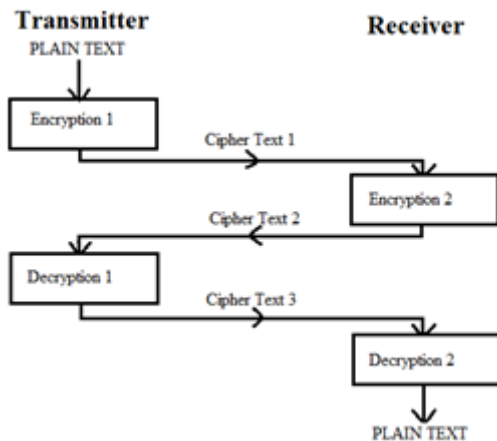 Transmitter
Receiver
PLAIN TEXT
Encryption 1
Cipher Text 1
Encryption 2
Cipher Text 2
Decryption 1
Cipher Text 3
Decryption 2
PLAIN TEXT